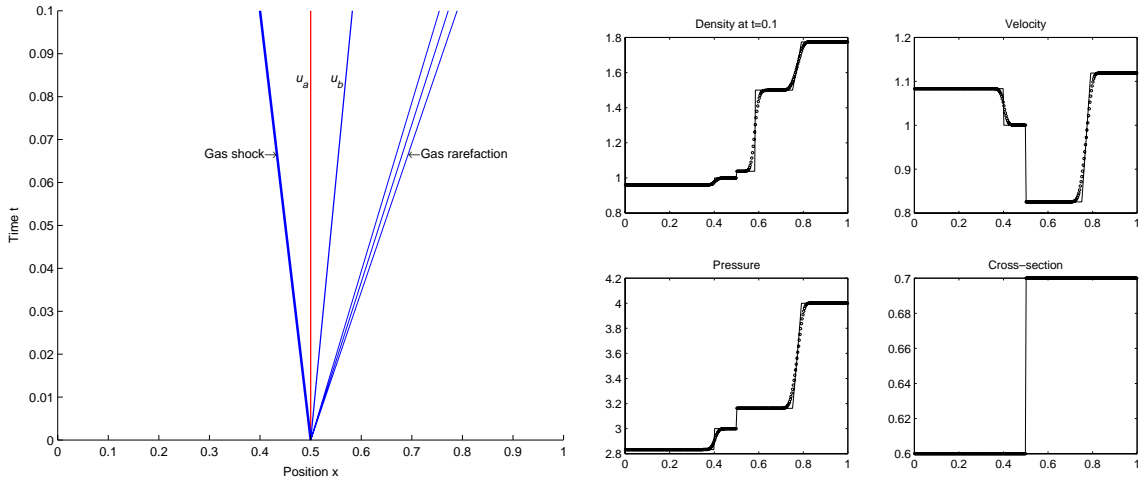 0.1
0.09
0.08
0.07
0.06
0.05
0.04
0.03
0.02
0.01
0
Time t
u_a
u_b
Gas shock
Gas rarefaction
0 0.1 0.2 0.3 0.4 0.5 0.6 0.7 0.8 0.9 1
Position x
Density at t=0.1
1.8
1.6
1.4
1.2
1
0.8
0 0.2 0.4 0.6 0.8 1
Velocity
1.2
1.1
1
0.9
0.8
0 0.2 0.4 0.6 0.8 1
Pressure
4.2
4
3.8
3.6
3.4
3.2
3
2.8
0 0.2 0.4 0.6 0.8 1
Cross−section
0.7
0.68
0.66
0.64
0.62
0.6
0 0.2 0.4 0.6 0.8 1